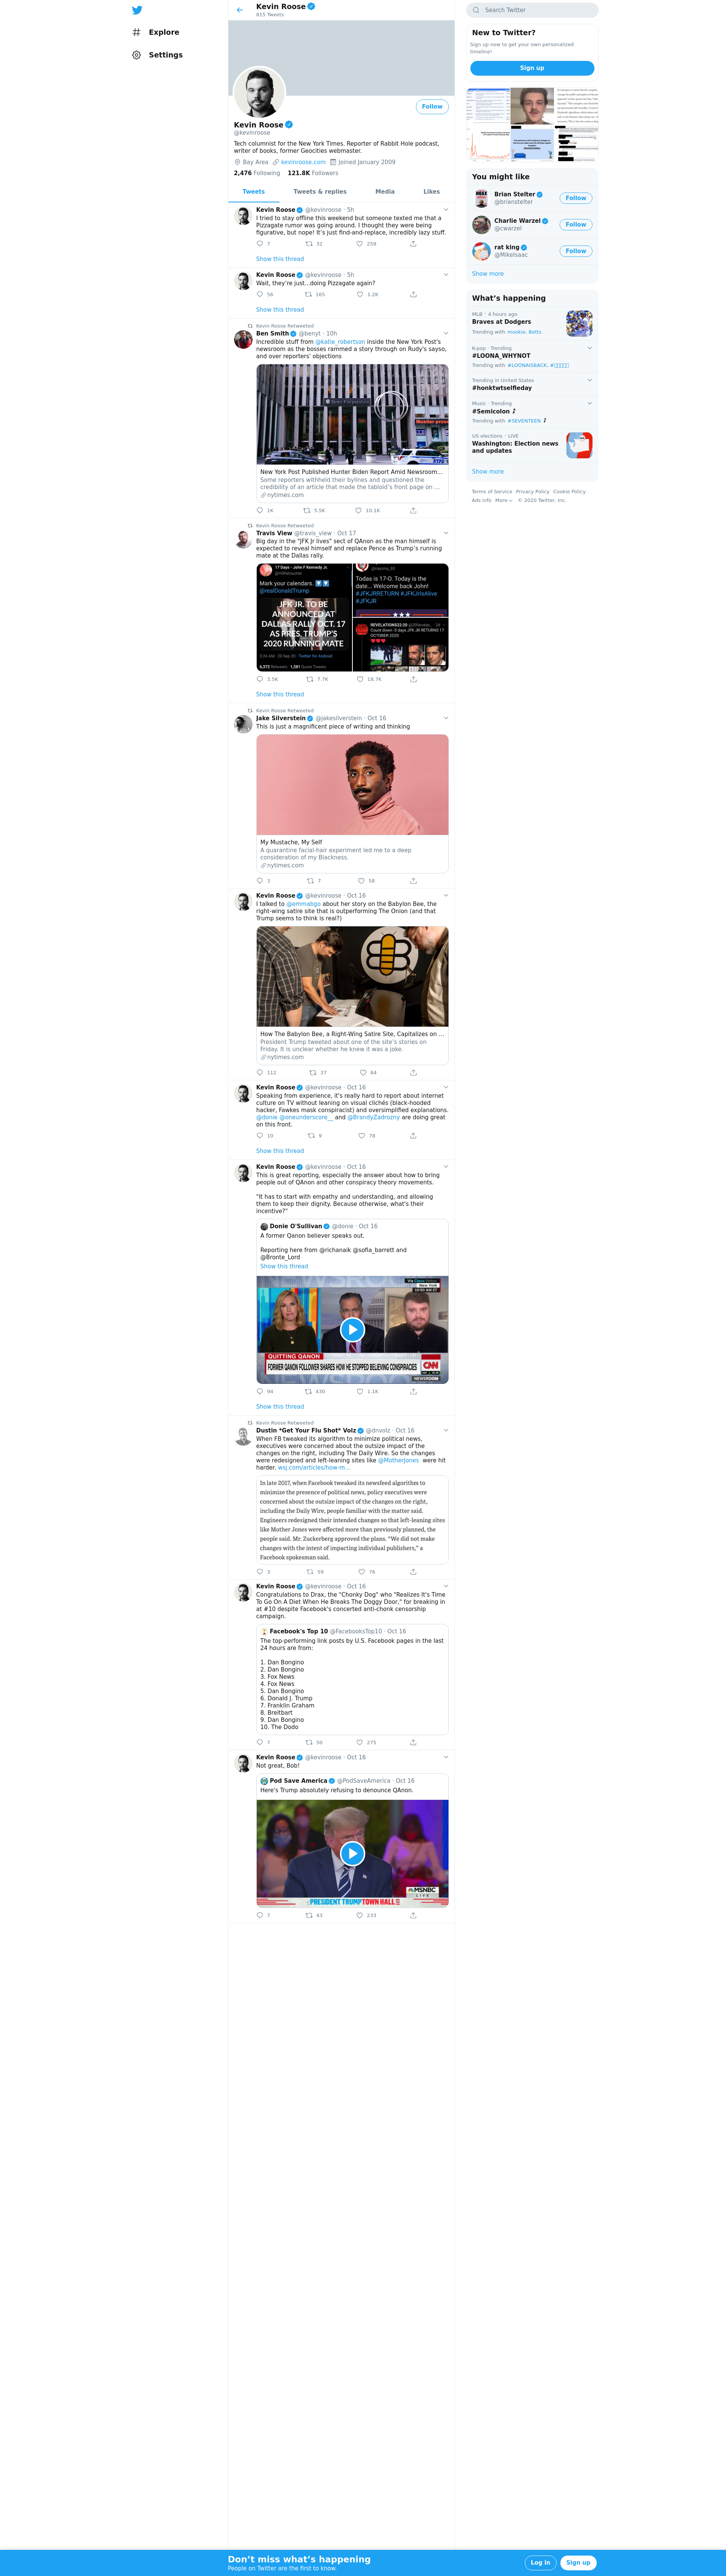 Explore
Settings
Kevin Roose
815 Tweets
Follow
Kevin Roose
@kevinroose
Tech columnist for the New York Times. Reporter of Rabbit Hole podcast,
writer of books, former Geocities webmaster.
Bay Area kevinroose.com Joined January 2009
2,476 Following 121.8K Followers
Tweets Tweets & replies Media Likes
Kevin Roose @kevinroose · 5h
I tried to stay offline this weekend but someone texted me that a
Pizzagate rumor was going around. I thought they were being
figurative, but nope! It's just find-and-replace, incredibly lazy stuff.
7 32 259
Show this thread
Kevin Roose @kevinroose · 5h
Wait, they're just...doing Pizzagate again?
56 165 1.2K
Show this thread
Kevin Roose Retweeted
Ben Smith @benyt · 10h
Incredible stuff from @katie_robertson inside the New York Post's
newsroom as the bosses rammed a story through on Rudy's sayso,
and over reporters' objections
New York Post Published Hunter Biden Report Amid Newsroom...
Some reporters withheld their bylines and questioned the
credibility of an article that made the tabloid's front page on ...
nytimes.com
1K 5.5K 10.1K
Kevin Roose Retweeted
Travis View @travis_view · Oct 17
Big day in the "JFK Jr lives" sect of QAnon as the man himself is
expected to reveal himself and replace Pence as Trump's running
mate at the Dallas rally.
17 Days - John F Kennedy Jr.
Mark your calendars.
@realDonaldTrump
JFK JR. TO BE
ANNOUNCED AT
DALLAS RALLY OCT. 17
AS PRES. TRUMP'S
2020 RUNNING MATE
Today is 17-O. Today is the
date... Welcome back John!
#JFKJRRETURN #JFKJrIsAlive
#JFKJR
REVELATIONS22:20
Count down -3 days JFK JR RETURNS 17
OCTOBER 2020
3.5K 7.7K 18.7K
Show this thread
Kevin Roose Retweeted
Jake Silverstein @jakesilverstein · Oct 16
This is just a magnificent piece of writing and thinking
My Mustache, My Self
A quarantine facial-hair experiment led me to a deep
consideration of my Blackness.
nytimes.com
3 7 58
Kevin Roose @kevinroose · Oct 16
I talked to @emmabgo about her story on the Babylon Bee, the
right-wing satire site that is outperforming The Onion (and that
Trump seems to think is real?)
How The Babylon Bee, a Right-Wing Satire Site, Capitalizes on ...
President Trump tweeted about one of the site's stories on
Friday. It is unclear whether he knew it was a joke.
nytimes.com
112 37 64
Kevin Roose @kevinroose · Oct 16
Speaking from experience, it's really hard to report about internet
culture on TV without leaning on visual clichés (black-hooded
hacker, Fawkes mask conspiracist) and oversimplified explanations.
@donie @oneunderscore__ and @BrandyZadrozny are doing great
on this front.
10 9 78
Show this thread
Kevin Roose @kevinroose · Oct 16
This is great reporting, especially the answer about how to bring
people out of QAnon and other conspiracy theory movements.
"It has to start with empathy and understanding, and allowing
them to keep their dignity. Because otherwise, what's their
incentive?"
Donie O'Sullivan @donie · Oct 16
A former Qanon believer speaks out.
Reporting here from @richanaik @sofia_barrett and
@Bronte_Lord
Show this thread
New York
QUITTING QANON
FORMER QANON FOLLOWER SHARES HOW HE STOPPED BELIEVING CONSPIRACIES
CNN
NEWSROOM
94 430 1.1K
Show this thread
Kevin Roose Retweeted
Dustin *Get Your Flu Shot* Volz @dnvolz · Oct 16
When FB tweaked its algorithm to minimize political news,
executives were concerned about the outsize impact of the
changes on the right, including The Daily Wire. So the changes
were redesigned and left-leaning sites like @MotherJones were hit
harder. wsj.com/articles/how-m...
In late 2017, when Facebook tweaked its newsfeed algorithm to
minimize the presence of political news, policy executives were
concerned about the outsize impact of the changes on the right,
including the Daily Wire, people familiar with the matter said.
Engineers redesigned their intended changes so that left-leaning sites
like Mother Jones were affected more than previously planned, the
people said. Mr. Zuckerberg approved the plans. "We did not make
changes with the intent of impacting individual publishers," a
Facebook spokesman said.
3 59 76
Kevin Roose @kevinroose · Oct 16
Congratulations to Drax, the "Chonky Dog" who "Realizes It's Time
To Go On A Diet When He Breaks The Doggy Door," for breaking in
at #10 despite Facebook's concerted anti-chonk censorship
campaign.
Facebook's Top 10 @FacebooksTop10 · Oct 16
The top-performing link posts by U.S. Facebook pages in the last
24 hours are from:
1. Dan Bongino
2. Dan Bongino
3. Fox News
4. Fox News
5. Dan Bongino
6. Donald J. Trump
7. Franklin Graham
8. Breitbart
9. Dan Bongino
10. The Dodo
7 50 275
Kevin Roose @kevinroose · Oct 16
Not great, Bob!
Pod Save America @PodSaveAmerica · Oct 16
Here's Trump absolutely refusing to denounce QAnon.
MSNBC
LIVE
PRESIDENT TRUMP TOWN HALL
7 43 233
Search Twitter
New to Twitter?
Sign up now to get your own personalized
timeline!
Sign up
You might like
Brian Stelter
@brianstelter
Follow
Charlie Warzel
@cwarzel
Follow
rat king
@MikeIsaac
Follow
Show more
What's happening
MLB · 4 hours ago
Braves at Dodgers
Trending with mookie, Betts
K-pop · Trending
#LOONA_WHYNOT
Trending with #LOONAISBACK,
Trending in United States
#honktwtselfieday
Music · Trending
#Semicolon
Trending with #SEVENTEEN
US elections · LIVE
Washington: Election news
and updates
Show more
Terms of Service Privacy Policy Cookie Policy
Ads info More © 2020 Twitter, Inc.
Don't miss what's happening
People on Twitter are the first to know.
Log in Sign up